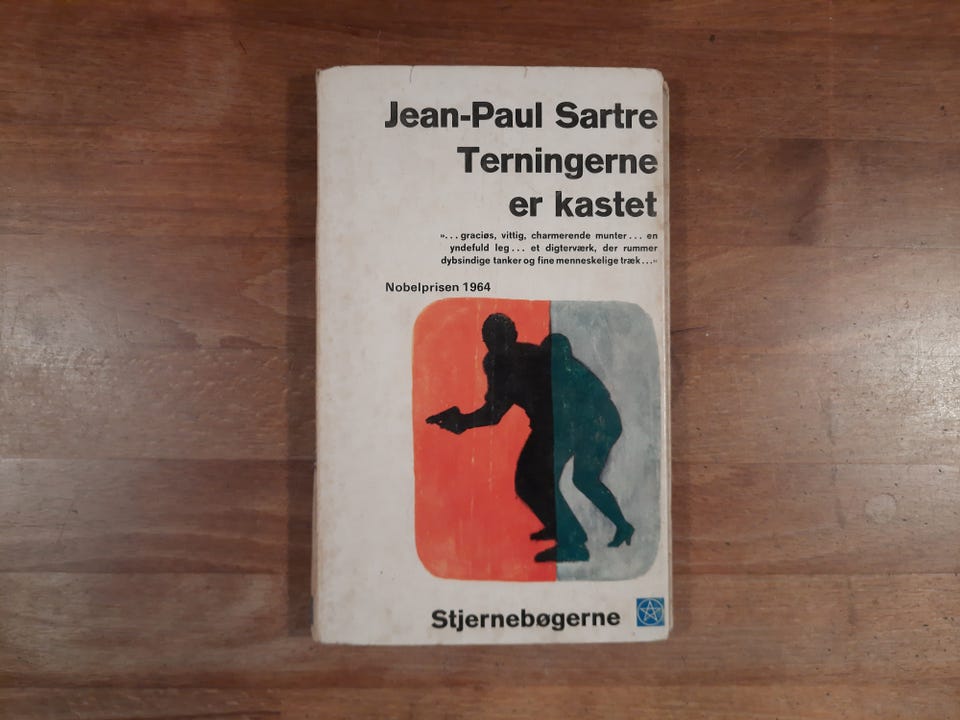 Jean-Paul Sartre
Terningerne
er kastet
»... graciøs, vittig, charmerende munter... en
yndefuld leg... et digterværk, der rummer
dybsindige tanker og fine menneskelige træk...«
Nobelprisen 1964
Stjernebøgerne